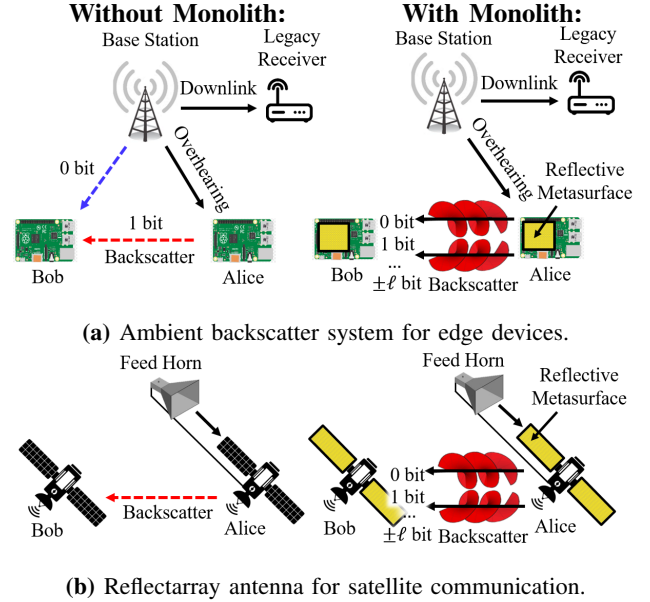 Without Monolith:
With Monolith:
Base Station
Legacy
Receiver
Downlink
Overhearing
0 bit
1 bit
Backscatter
Bob
Alice
Base Station
Legacy
Receiver
Downlink
Overhearing
Reflective
Metasurface
0 bit
1 bit
...
±ℓ bit
Backscatter
Bob
Alice
(a) Ambient backscatter system for edge devices.
Feed Horn
Backscatter
Bob
Alice
Feed Horn
Reflective
Metasurface
0 bit
1 bit
...
±ℓ bit
Backscatter
Bob
Alice
(b) Reflectarray antenna for satellite communication.